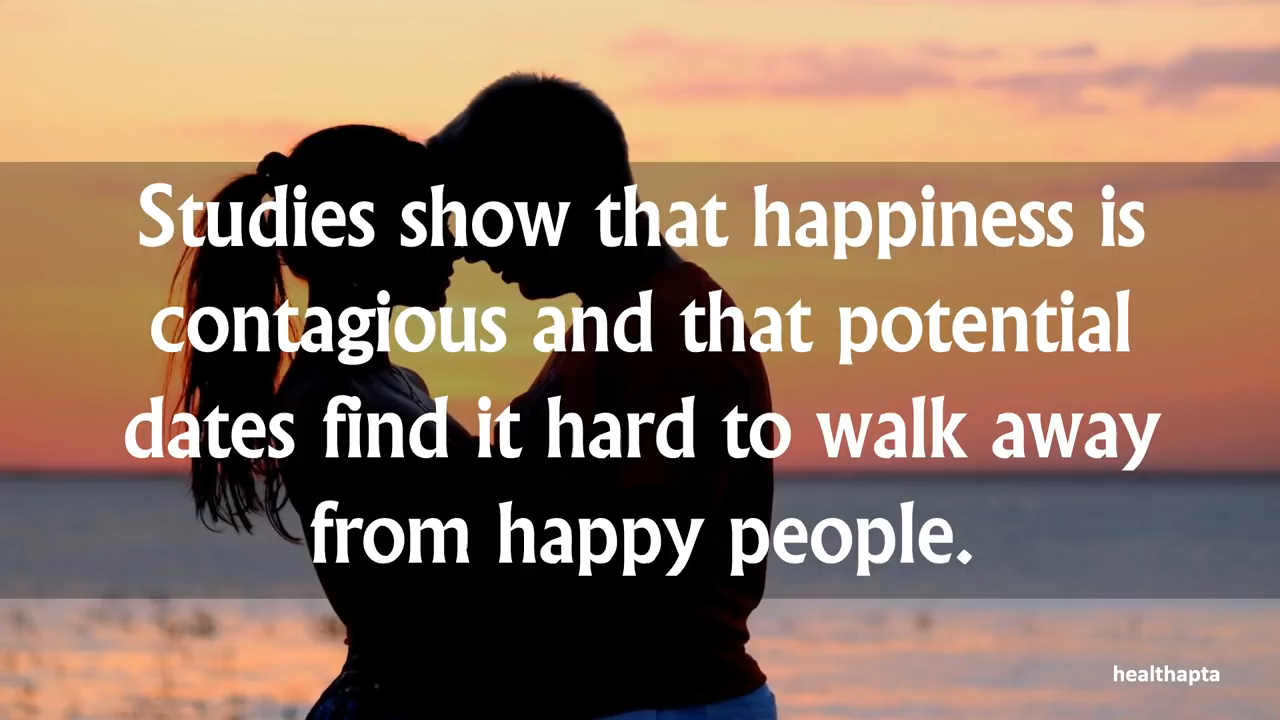 Studies show that happiness is
contagious and that potential
dates find it hard to walk away
from happy people.
healthapta